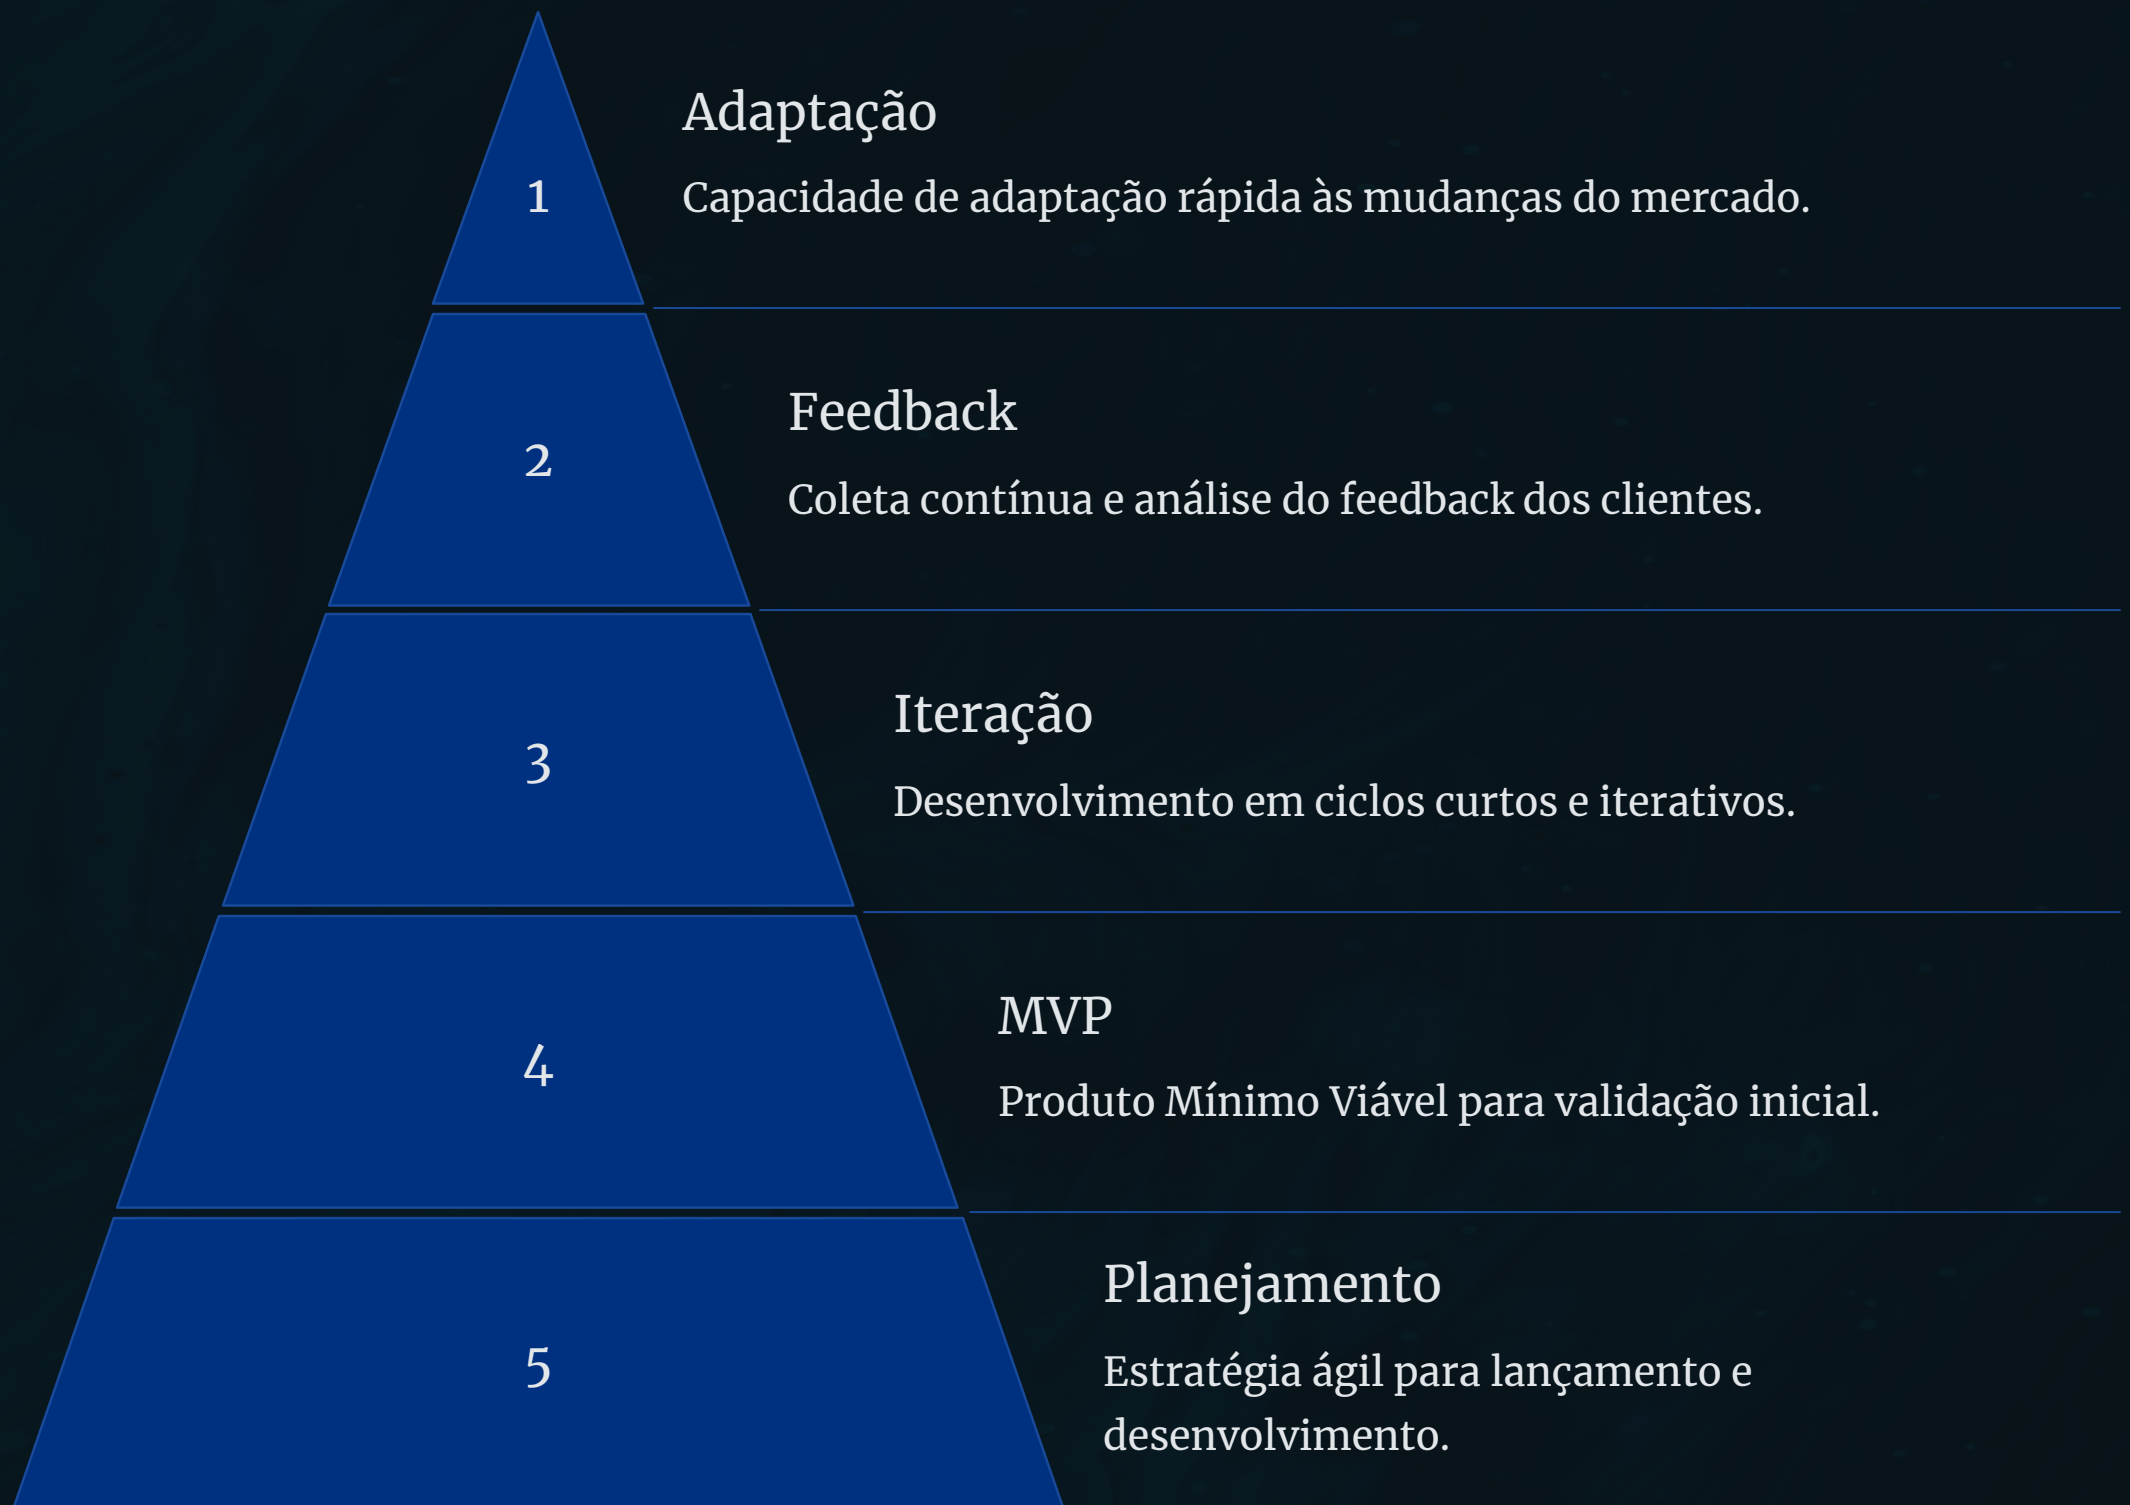 1
Adaptação
Capacidade de adaptação rápida às mudanças do mercado.
2
Feedback
Coleta contínua e análise do feedback dos clientes.
3
Iteração
Desenvolvimento em ciclos curtos e iterativos.
4
MVP
Produto Mínimo Viável para validação inicial.
5
Planejamento
Estratégia ágil para lançamento e
desenvolvimento.